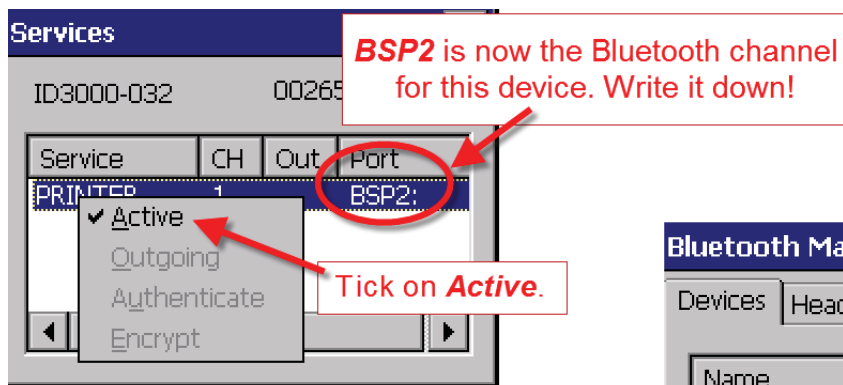 Services
BSP2 is now the Bluetooth channel
for this device. Write it down!
ID3000-032 00265
Service CH Out Port
PRINTER 1 BSP2:
Active
Outgoing
Authenticate
Encrypt
Tick on Active.
Bluetooth Ma
Devices Head
Name